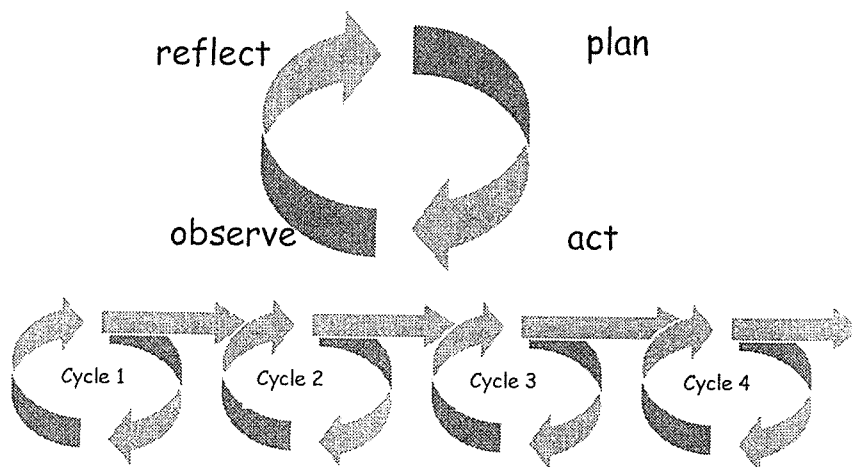 reflect
plan
observe
act
Cycle 1
Cycle 2
Cycle 3
Cycle 4